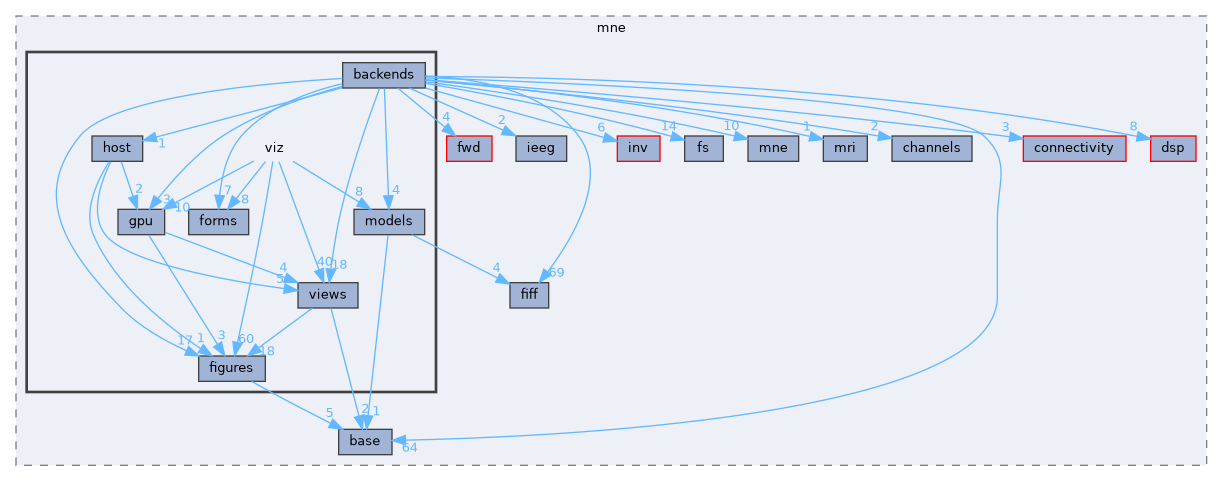 mne
backends
4
2
6
14
10
1
2
3
8
host
1
viz
fwd
ieeg
inv
fs
mne
mri
channels
connectivity
dsp
2
3
10
7
8
8
4
gpu
forms
models
4
5
40
18
4
69
views
fiff
17
1
3
60
18
figures
5
2
1
base
64